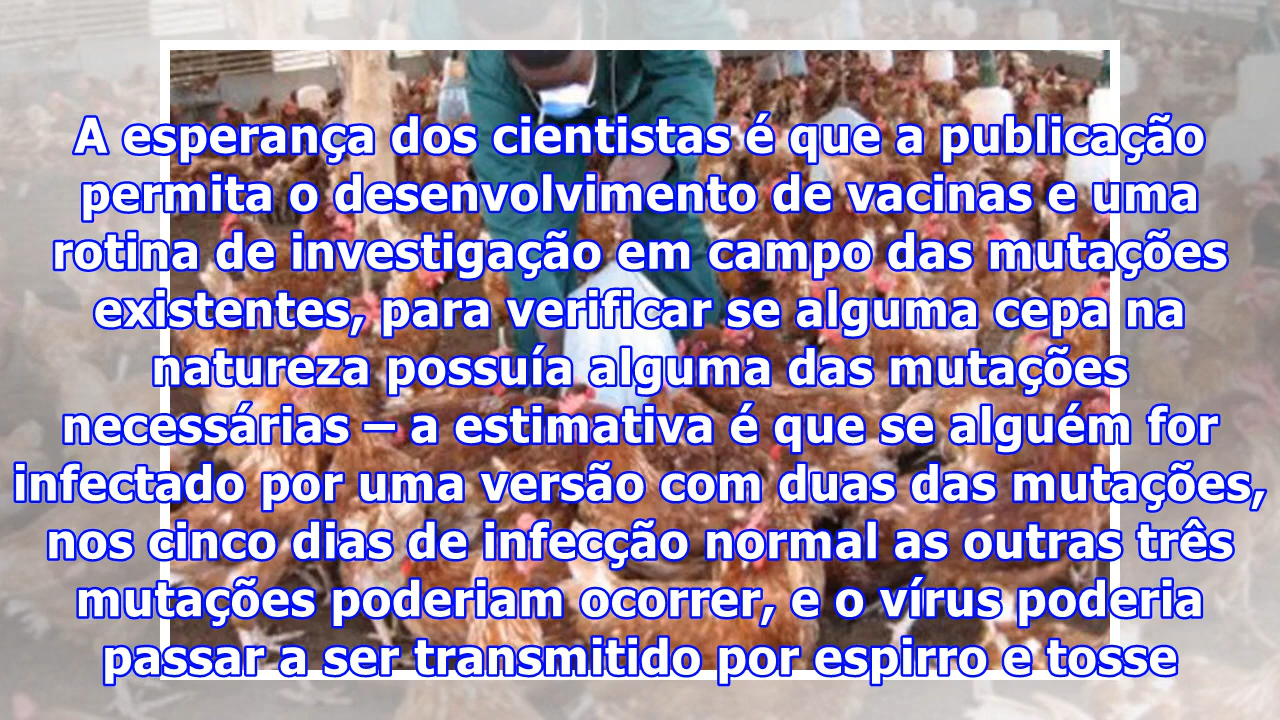 A esperança dos cientistas é que a publicação
permita o desenvolvimento de vacinas e uma
rotina de investigação em campo das mutações
existentes, para verificar se alguma cepa na
natureza possuía alguma das mutações
necessárias – a estimativa é que se alguém for
infectado por uma versão com duas das mutações,
nos cinco dias de infecção normal as outras três
mutações poderiam ocorrer, e o vírus poderia
passar a ser transmitido por espirro e tosse